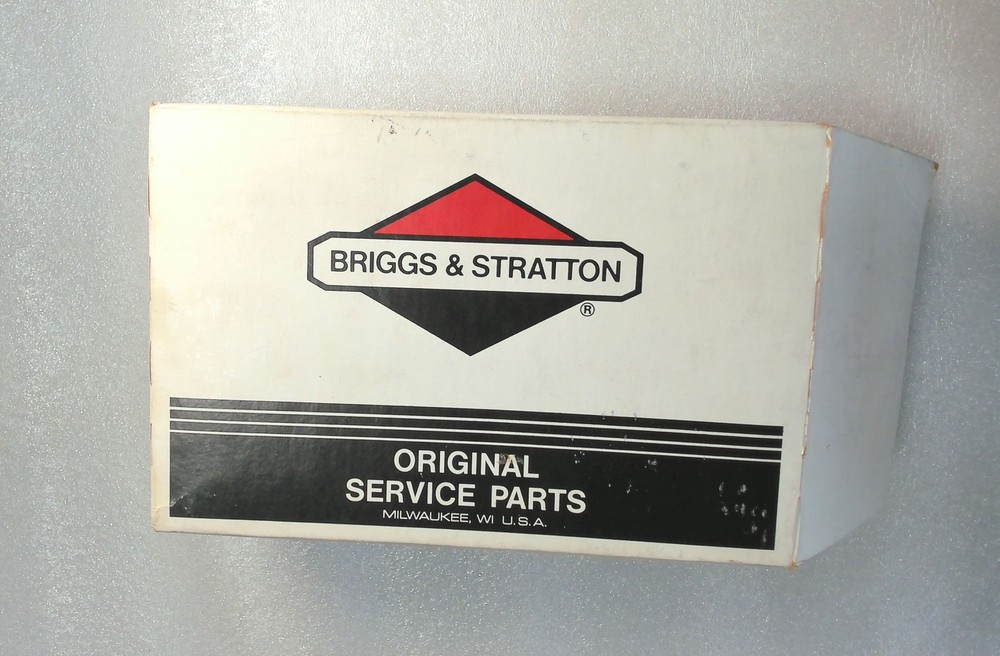 BRIGGS & STRATTON
®
ORIGINAL
SERVICE PARTS
MILWAUKEE, WI U.S.A.